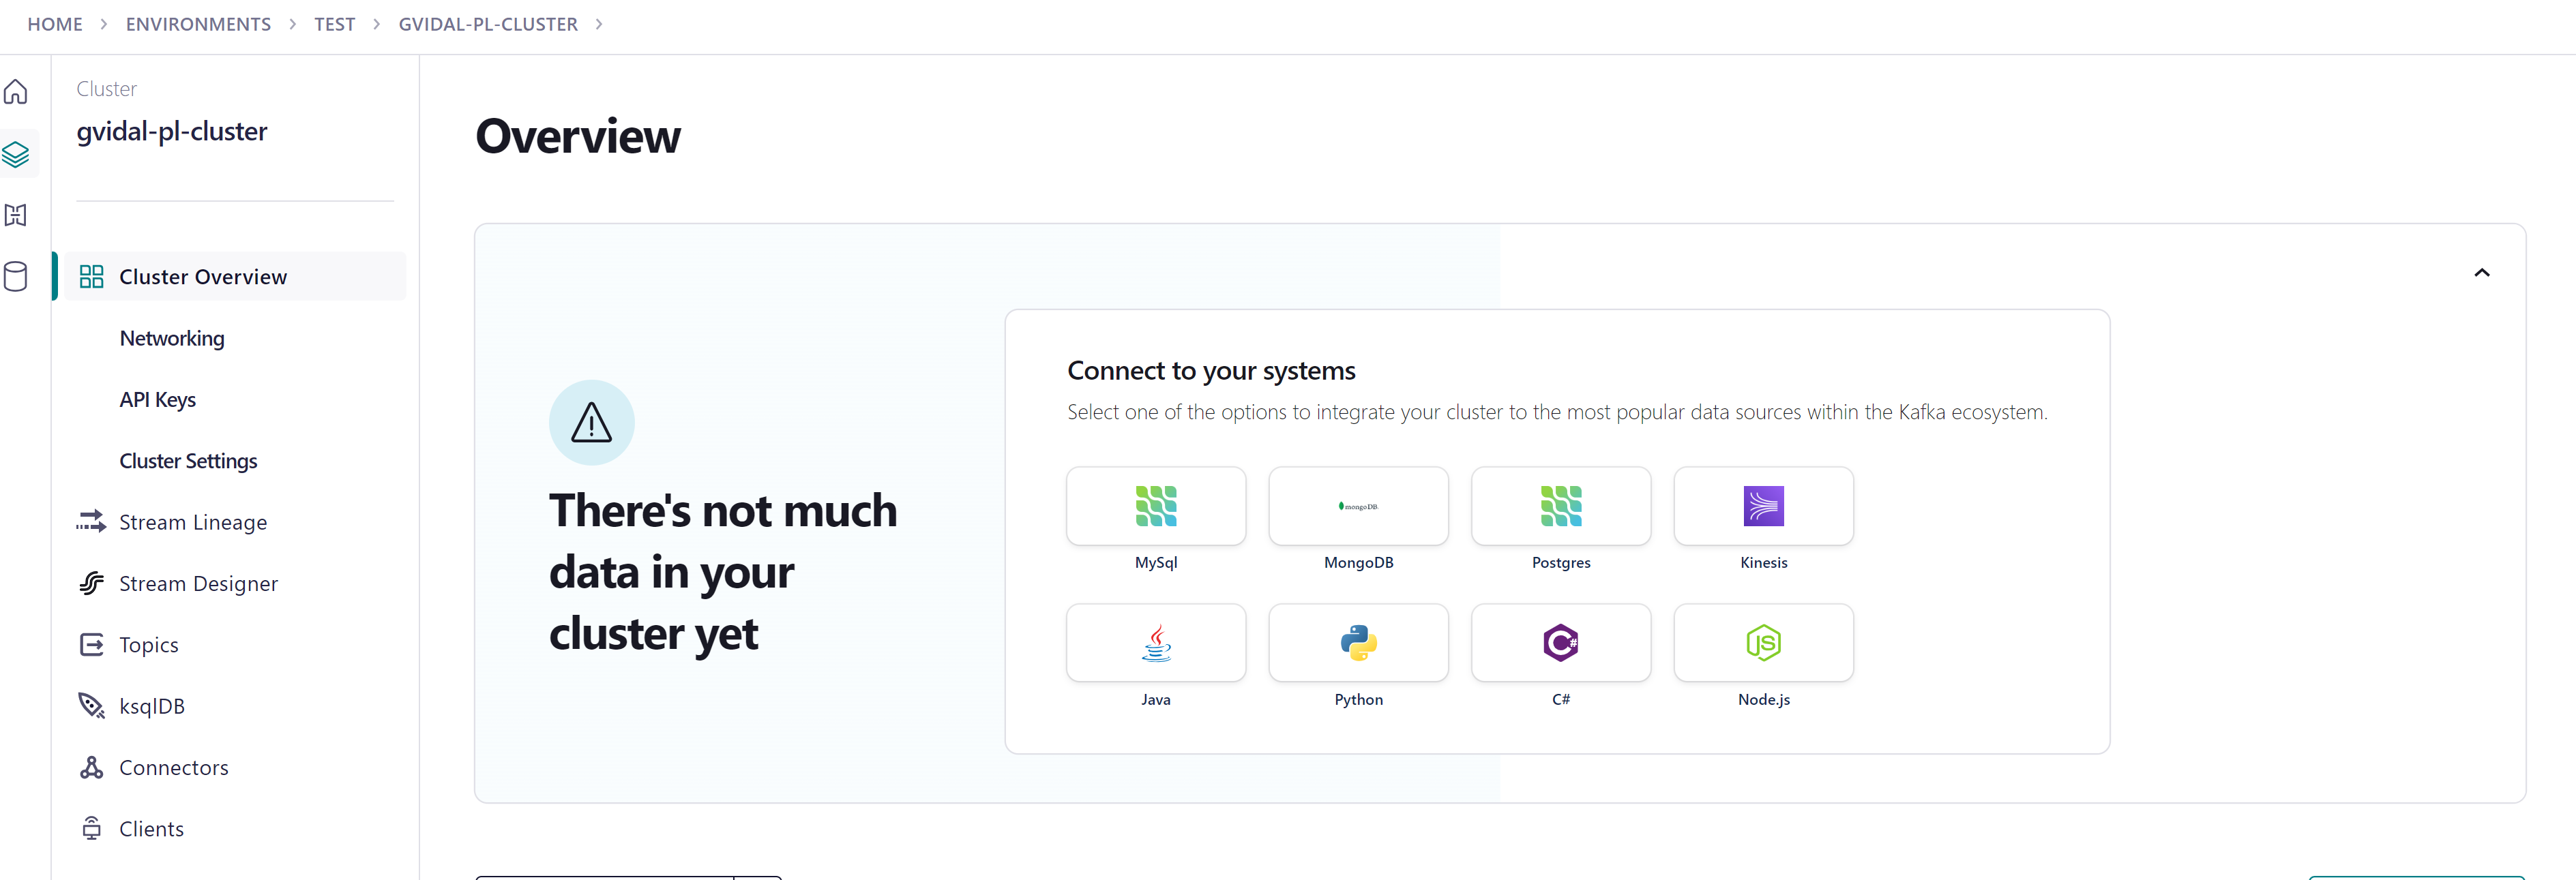 HOME > ENVIRONMENTS > TEST > GVIDAL-PL-CLUSTER >
Cluster
gvidal-pl-cluster
Cluster Overview
Networking
API Keys
Cluster Settings
Stream Lineage
Stream Designer
Topics
ksqlDB
Connectors
Clients
Overview
There's not much
data in your
cluster yet
Connect to your systems
Select one of the options to integrate your cluster to the most popular data sources within the Kafka ecosystem.
mongoDB.
MySql MongoDB Postgres Kinesis
C# JS
Java Python C# Node.js